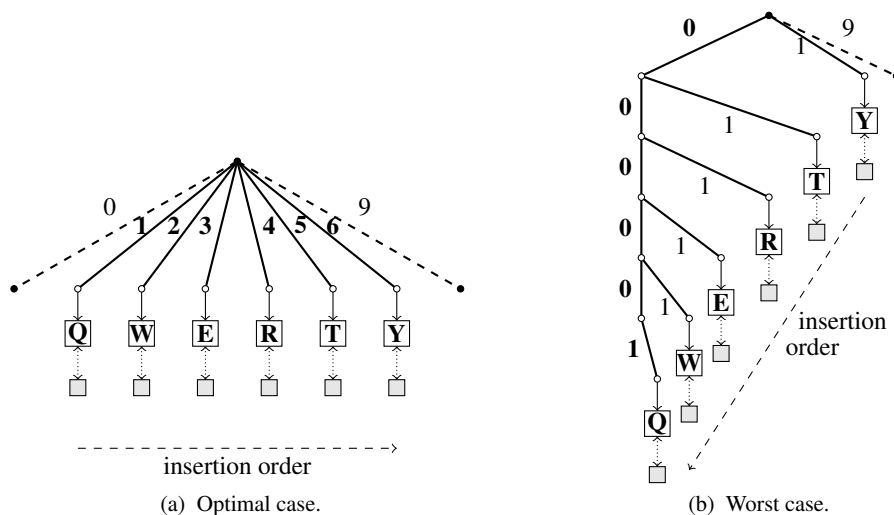 0 1 2 3 4 5 6 9
Q W E R T Y
insertion order
(a) Optimal case.
0 1 9
0 1 Y
0 1 T
0 1 R
0 1 E
1 W
Q
insertion
order
(b) Worst case.